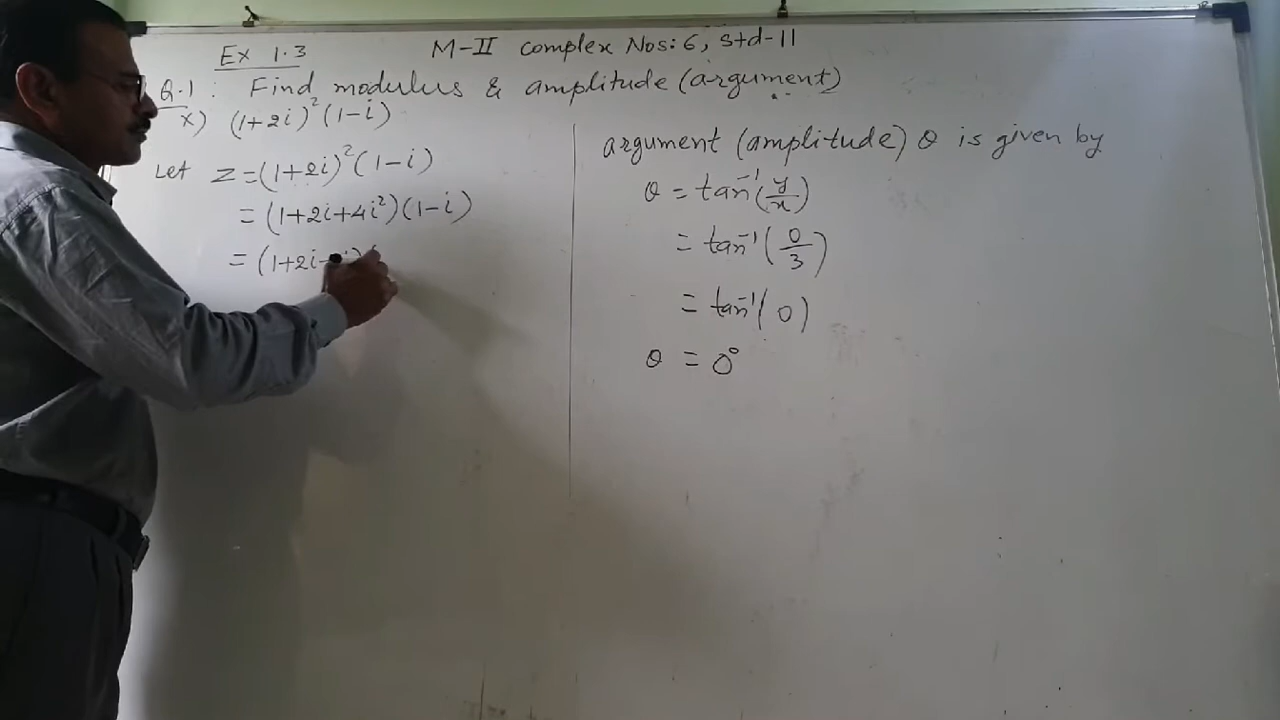 Ex 1.3 M-II Complex Nos: 6, Std-11
Q.1 : Find modulus & amplitude (argument)
x) (1+2i)²(1-i)
Let z=(1+2i)²(1-i)
=(1+2i+4i²)(1-i)
=(1+2i-
argument (amplitude) θ is given by
θ = tan⁻¹(y/x)
= tan⁻¹(0/3)
= tan⁻¹(0)
θ = 0°